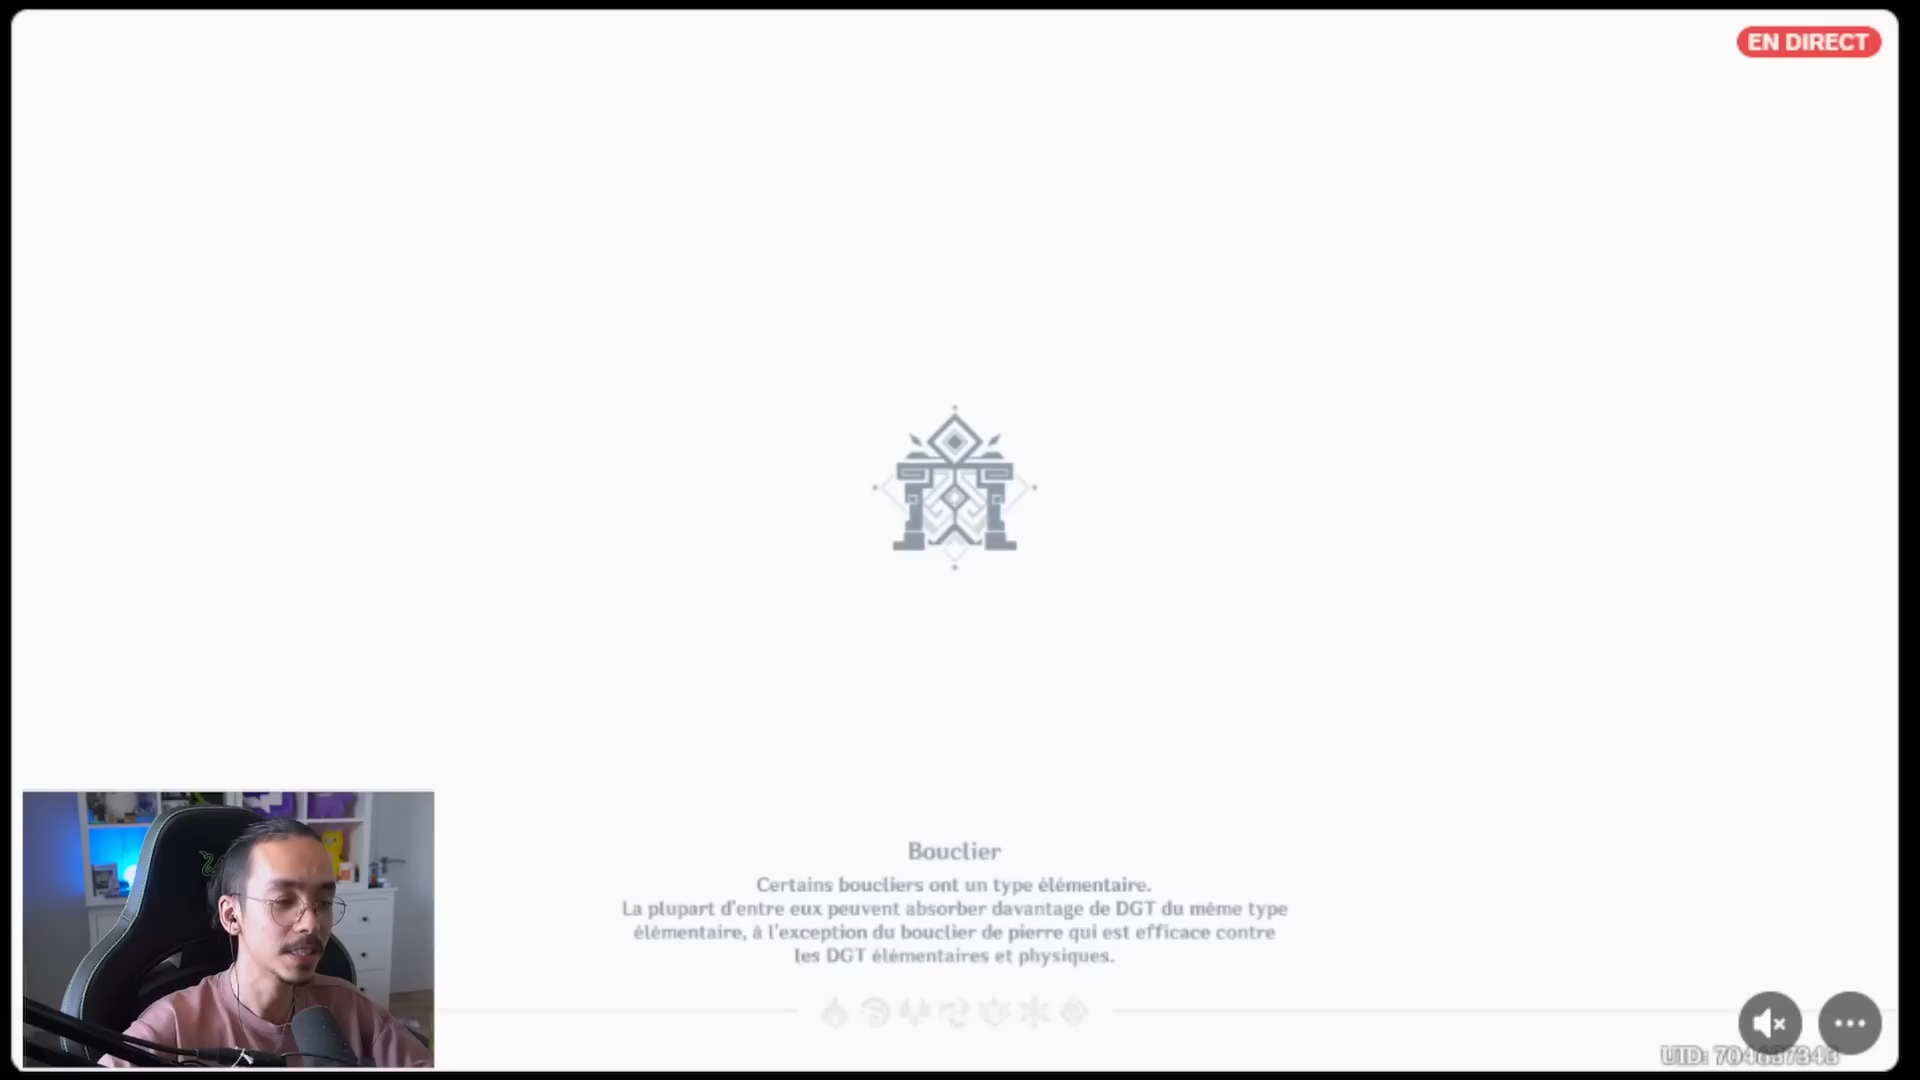 EN DIRECT
Bouclier
Certains boucliers ont un type élémentaire.
La plupart d'entre eux peuvent absorber davantage de DGT du même type
élémentaire, à l'exception du bouclier de pierre qui est efficace contre
les DGT élémentaires et physiques.
UID: